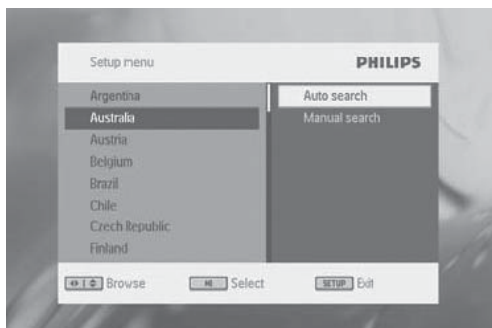 Setup menu
PHILIPS
Argentina
Australia
Austria
Belgium
Brazil
Chile
Czech Republic
Finland
Auto search
Manual search
Browse
Select
SETUP Exit